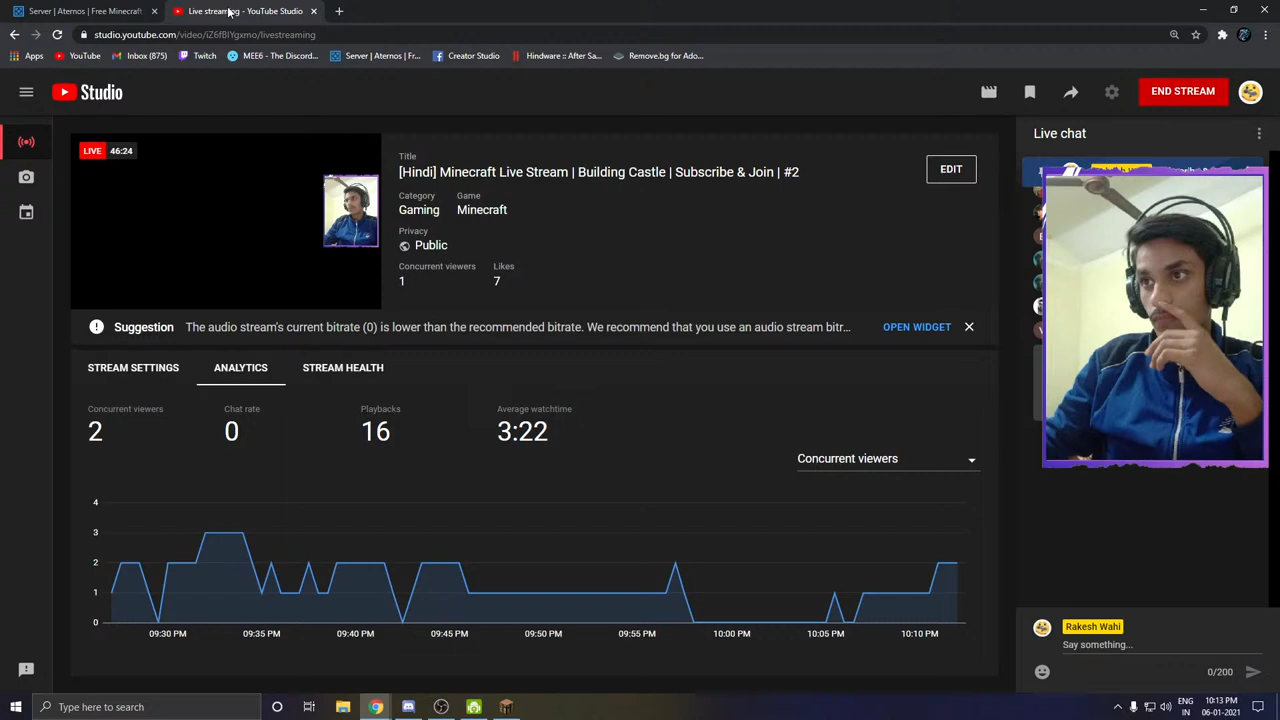 Server | Aternos | Free Minecraft
Live streaming - YouTube Studio
studio.youtube.com/video/iZ6fBIYgxmo/livestreaming
Apps
YouTube
Inbox (875)
Twitch
MEE6 - The Discord...
Server | Aternos | Fr...
Creator Studio
Hindware :: After Sa...
Remove.bg for Ado...
Studio
END STREAM
LIVE 46:24
Title
[Hindi] Minecraft Live Stream | Building Castle | Subscribe & Join | #2
EDIT
Category
Game
Gaming
Minecraft
Privacy
Public
Concurrent viewers
Likes
1
7
Live chat
Suggestion
The audio stream's current bitrate (0) is lower than the recommended bitrate. We recommend that you use an audio stream bitr...
OPEN WIDGET
STREAM SETTINGS
ANALYTICS
STREAM HEALTH
Concurrent viewers
Chat rate
Playbacks
Average watchtime
2
0
16
3:22
Concurrent viewers
4
3
2
1
0
09:30 PM
09:35 PM
09:40 PM
09:45 PM
09:50 PM
09:55 PM
10:00 PM
10:05 PM
10:10 PM
Rakesh Wahi
Say something...
0/200
Type here to search
ENG
IN
10:13 PM
06-01-2021